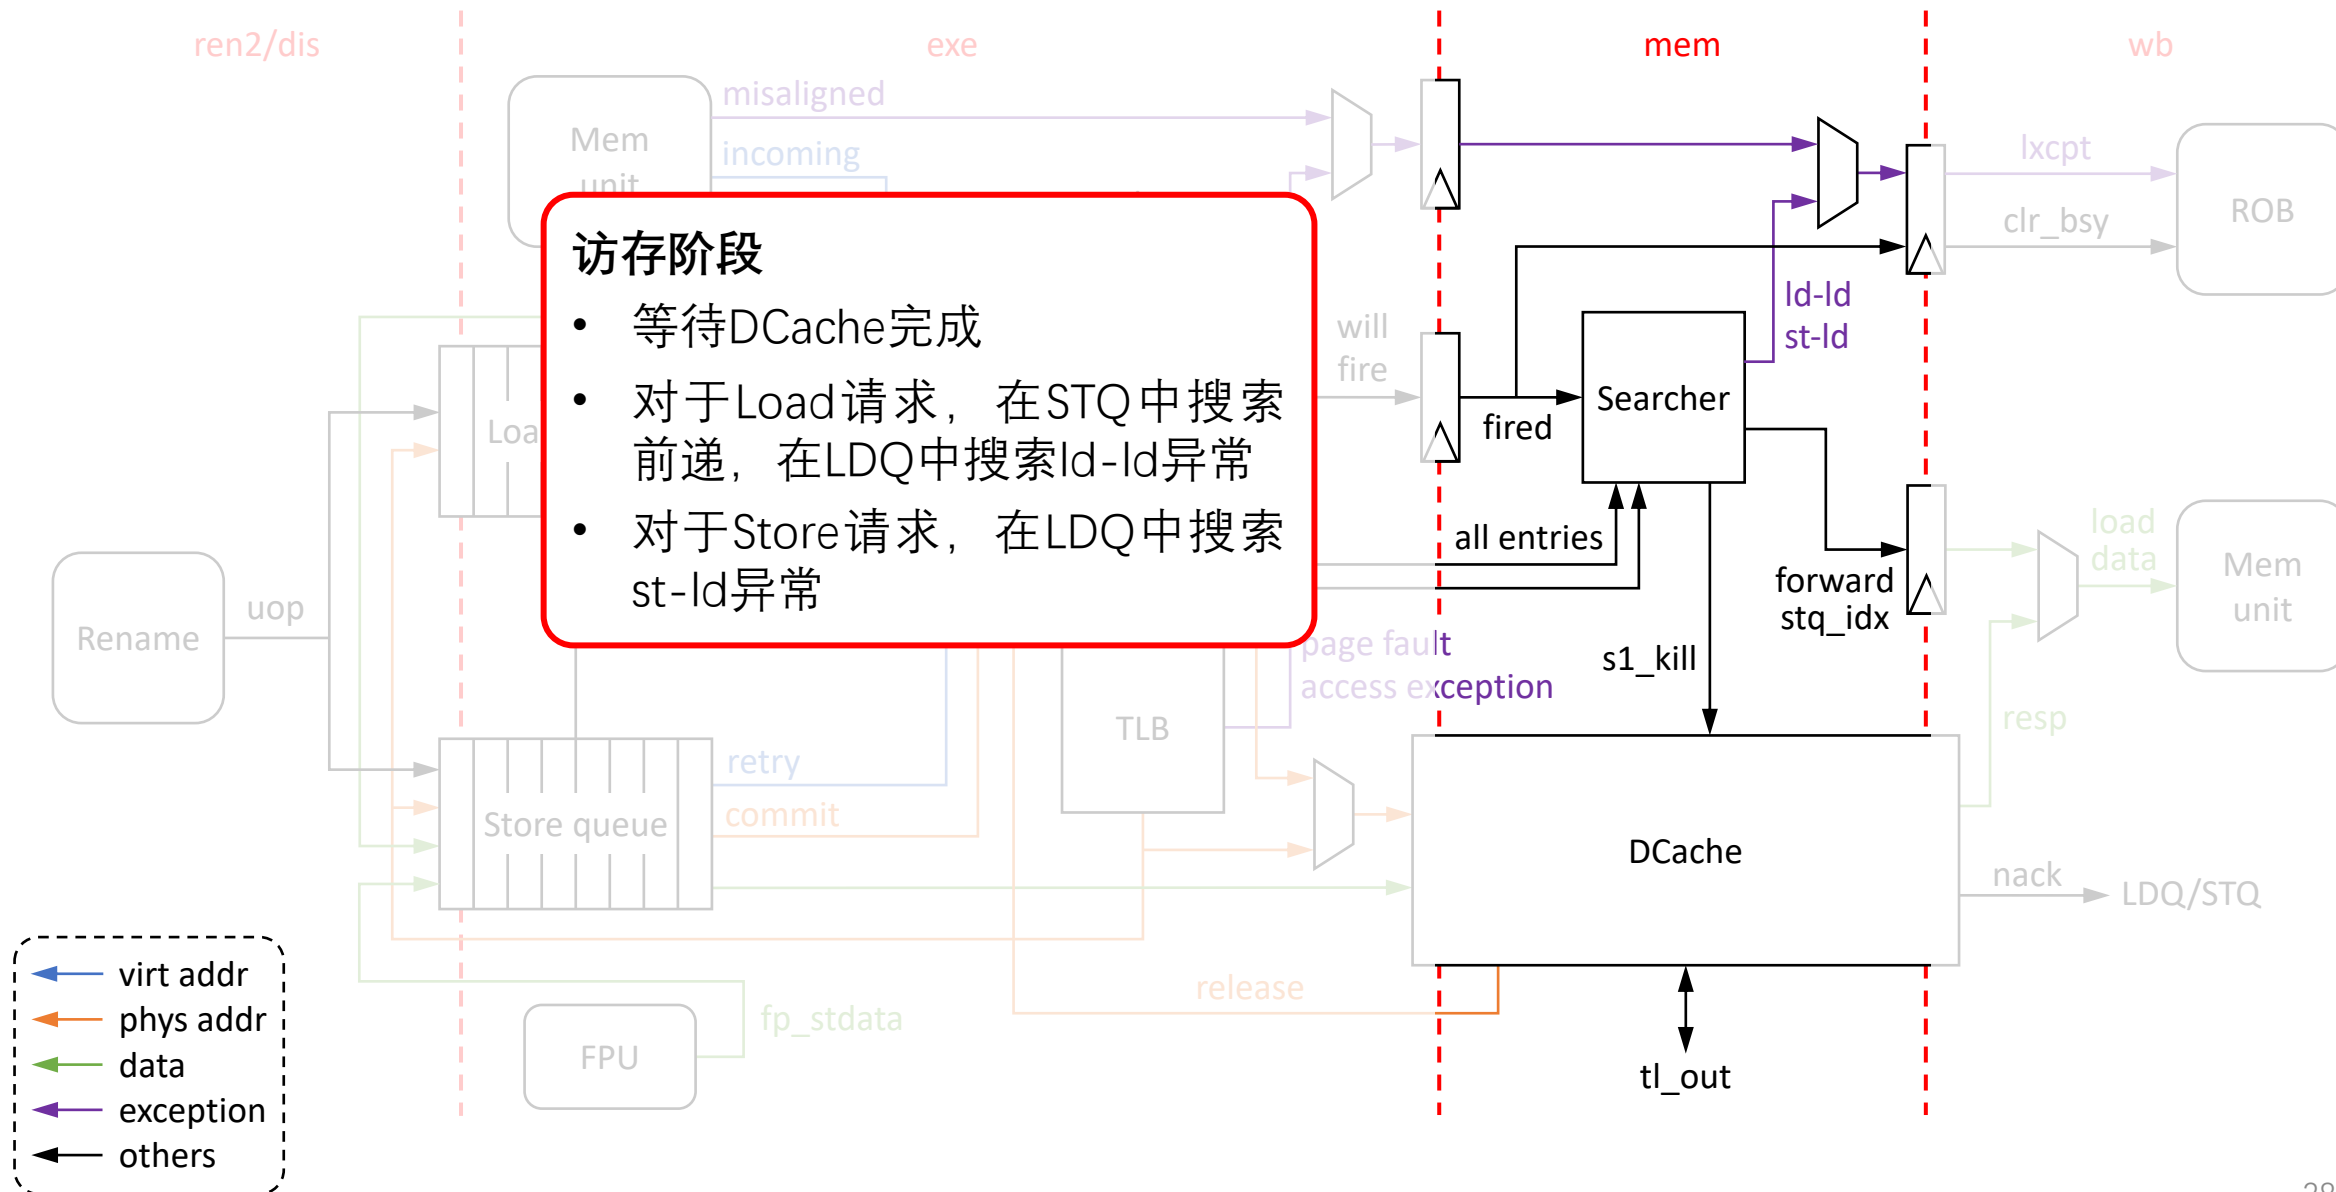 ren2/dis
exe
mem
wb
misaligned
incoming
Mem
unit
lxcpt
clr_bsy
ROB
访存阶段
• 等待DCache完成
• 对于Load请求，在STQ中搜索
前递，在LDQ中搜索ld-ld异常
• 对于Store请求，在LDQ中搜索
st-ld异常
will
fire
fired
Searcher
ld-ld
st-ld
all entries
forward
stq_idx
load
data
Mem
unit
Rename
uop
s1_kill
page fault
access exception
TLB
resp
retry
commit
Store queue
DCache
nack
LDQ/STQ
release
fp_stdata
FPU
tl_out
virt addr
phys addr
data
exception
others